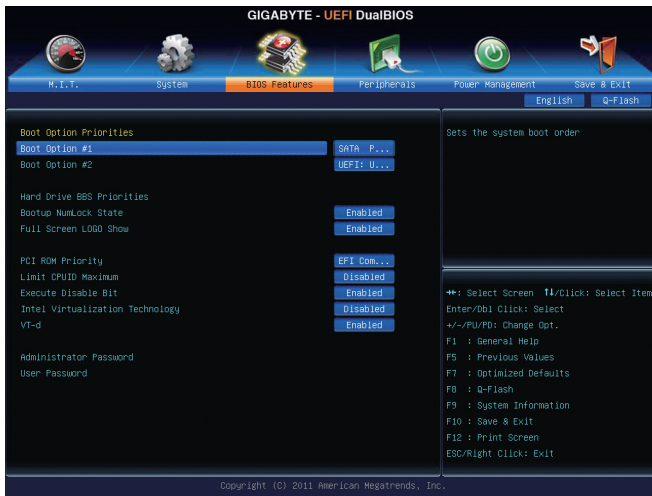 GIGABYTE - UEFI DualBIOS
M.I.T. System BIOS Features Peripherals Power Management Save & Exit
English Q-Flash
Boot Option Priorities
Boot Option #1 SATA P...
Boot Option #2 UEFI: U...
Hard Drive BBS Priorities
Bootup NumLock State Enabled
Full Screen LOGO Show Enabled
PCI ROM Priority EFI Com...
Limit CPUID Maximum Disabled
Execute Disable Bit Enabled
Intel Virtualization Technology Disabled
VT-d Enabled
Administrator Password
User Password
Sets the system boot order
→←: Select Screen ↑↓/Click: Select Item
Enter/Dbl Click: Select
+/-/PU/PD: Change Opt.
F1 : General Help
F5 : Previous Values
F7 : Optimized Defaults
F8 : Q-Flash
F9 : System Information
F10 : Save & Exit
F12 : Print Screen
ESC/Right Click: Exit
Copyright (C) 2011 American Megatrends, Inc.